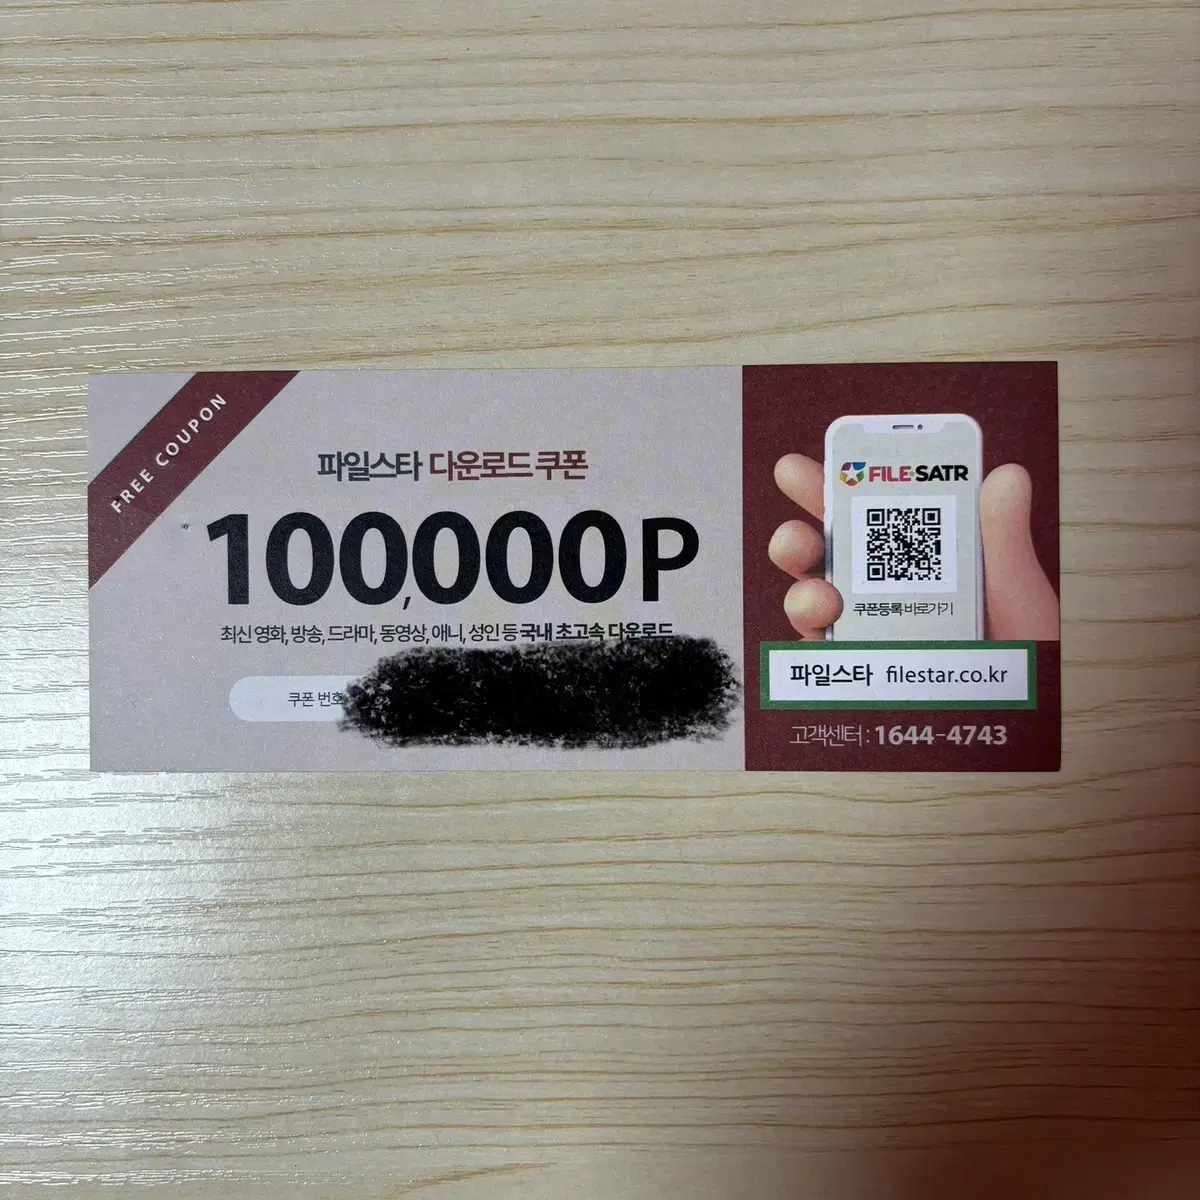 FREE COUPON
파일스타 다운로드 쿠폰
100,000P
최신 영화, 방송, 드라마, 동영상, 애니, 성인 등 국내 초고속 다운로드
쿠폰 번호
FILE SATR
쿠폰등록 바로가기
파일스타 filestar.co.kr
고객센터 : 1644-4743